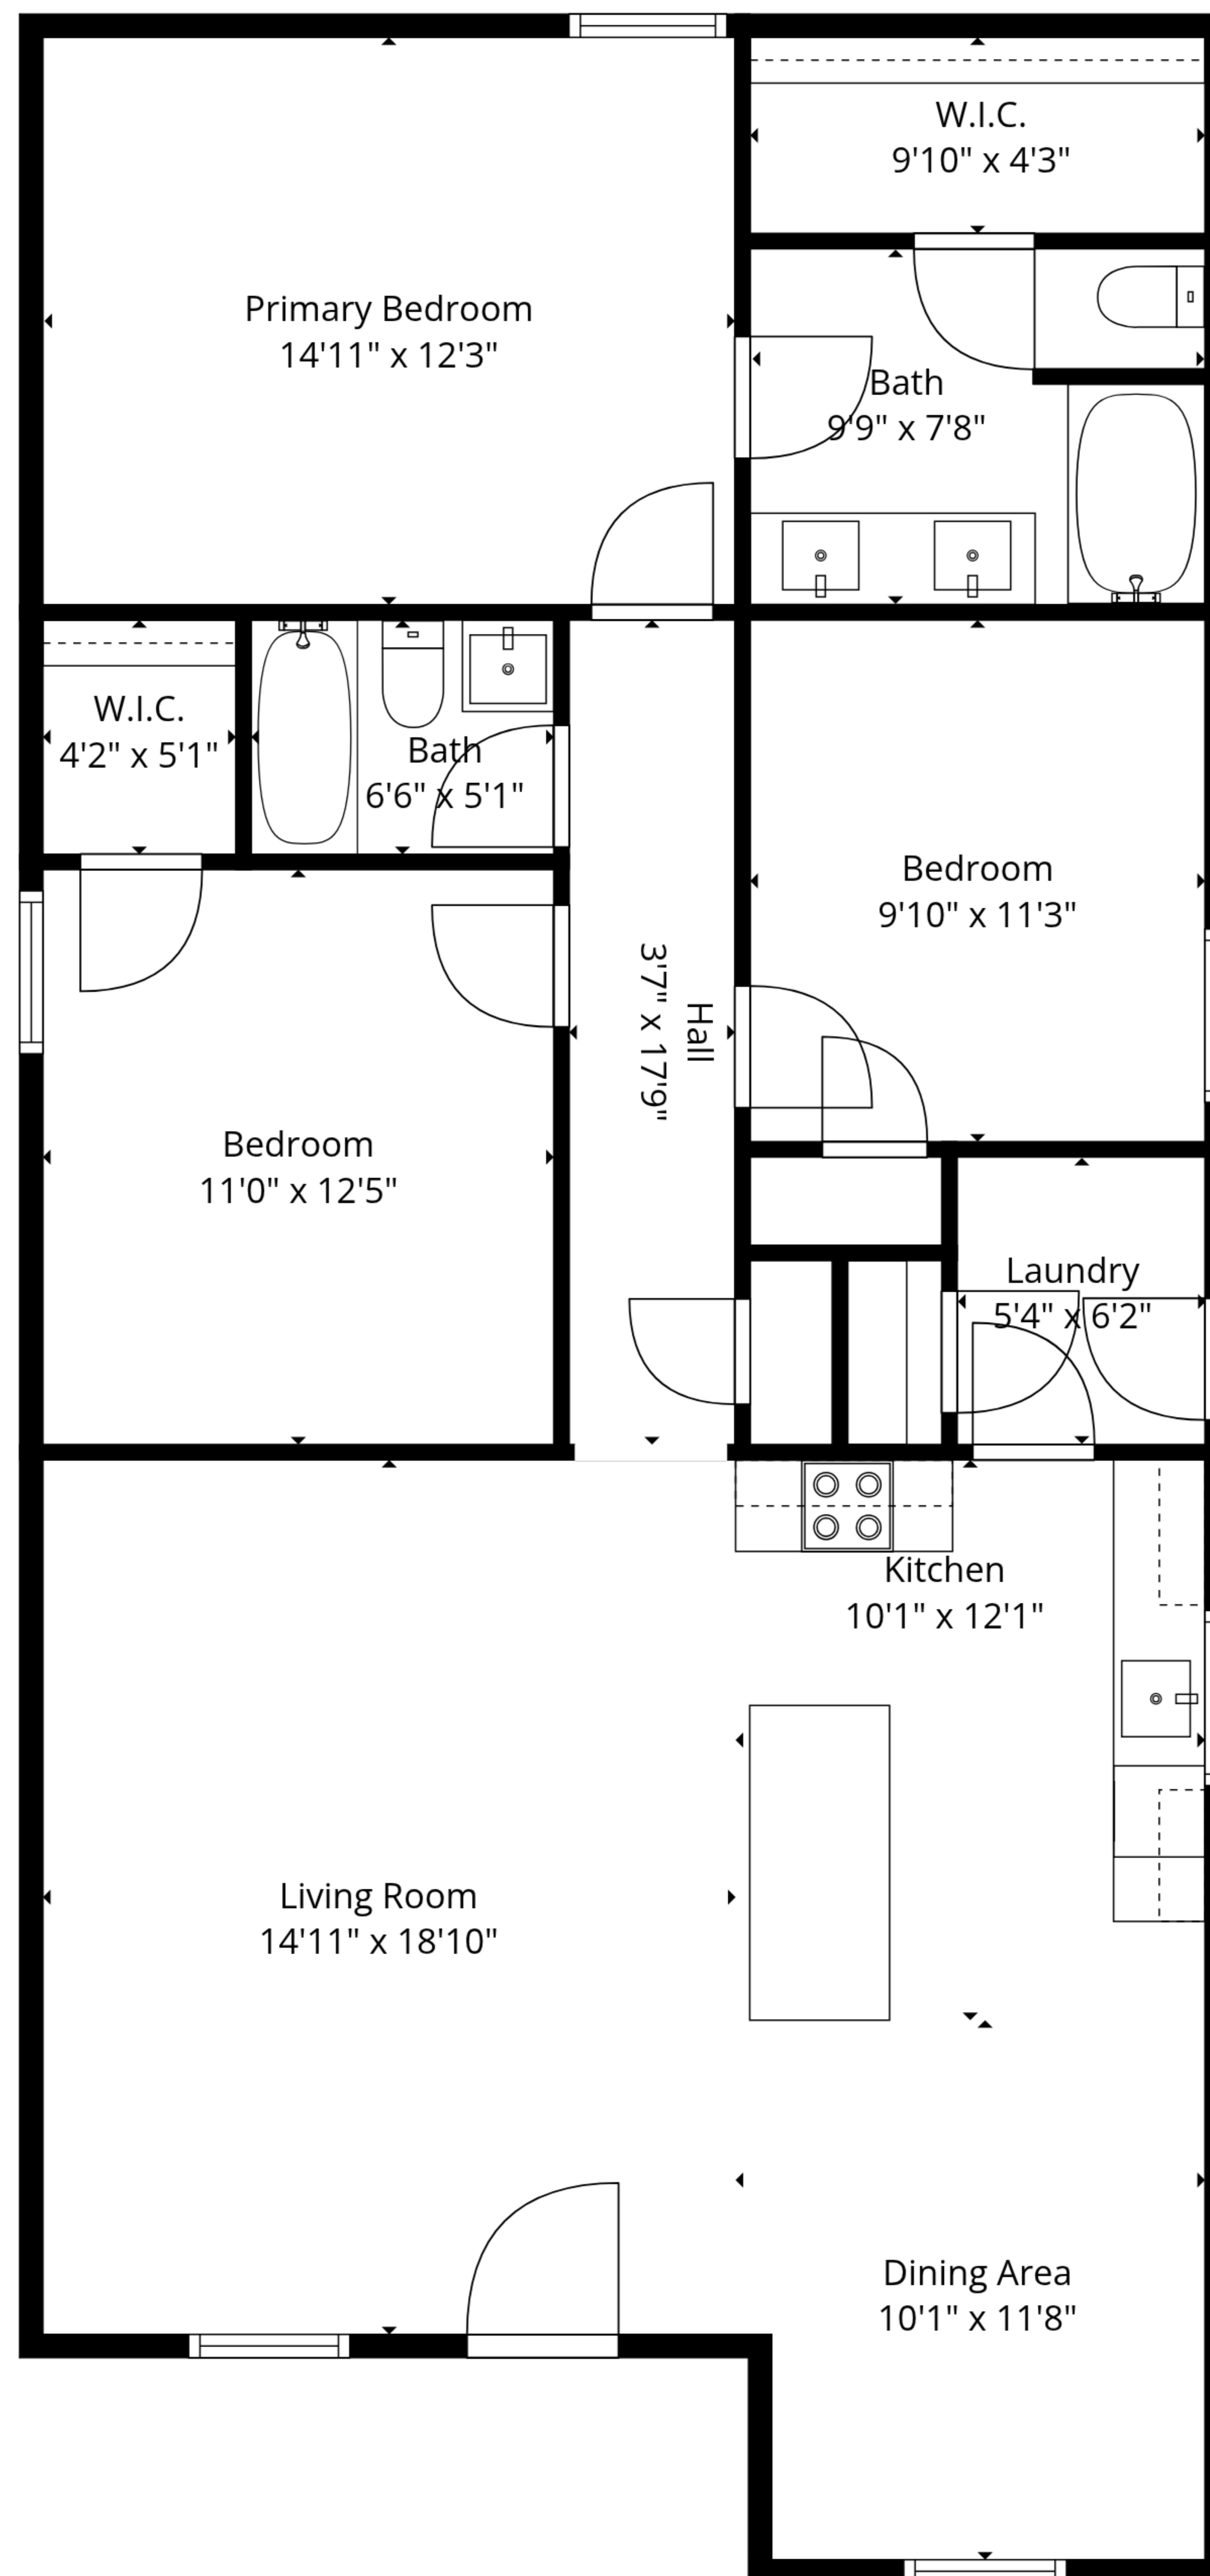 W.I.C.
9'10" x 4'3"
Primary Bedroom
14'11" x 12'3"
Bath
9'9" x 7'8"
W.I.C.
4'2" x 5'1"
Bath
6'6" x 5'1"
Bedroom
9'10" x 11'3"
Hall
3'7" x 17'9"
Bedroom
11'0" x 12'5"
Laundry
5'4" x 6'2"
Kitchen
10'1" x 12'1"
Living Room
14'11" x 18'10"
Dining Area
10'1" x 11'8"